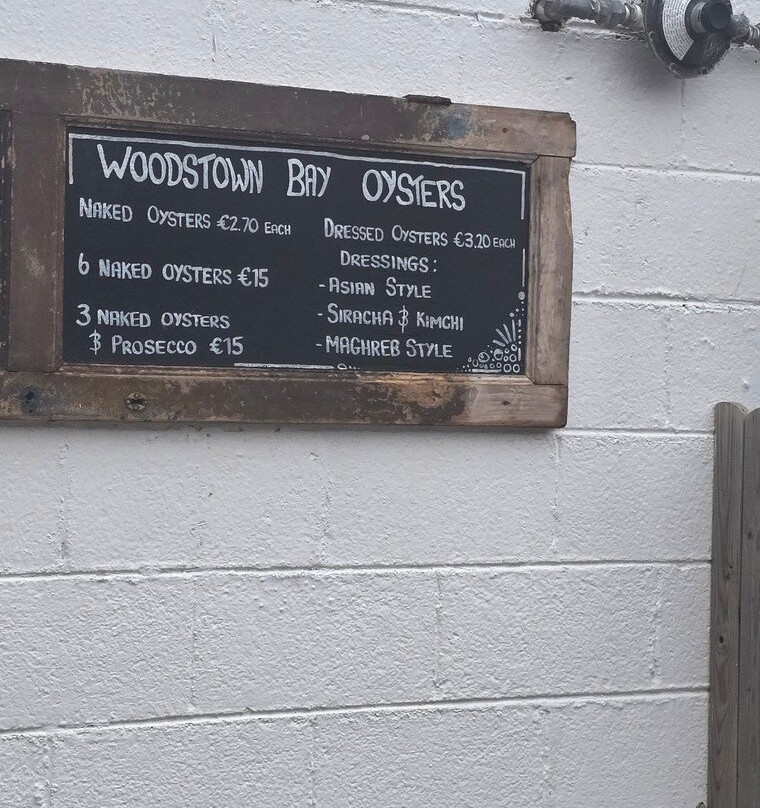 WOODSTOWN BAY OYSTERS
NAKED OYSTERS €2.70 EACH
6 NAKED OYSTERS €15
3 NAKED OYSTERS
& PROSECCO €15
DRESSED OYSTERS €3.20 EACH
DRESSINGS:
- ASIAN STYLE
- SIRACHA & KIMCHI
- MAGHREB STYLE